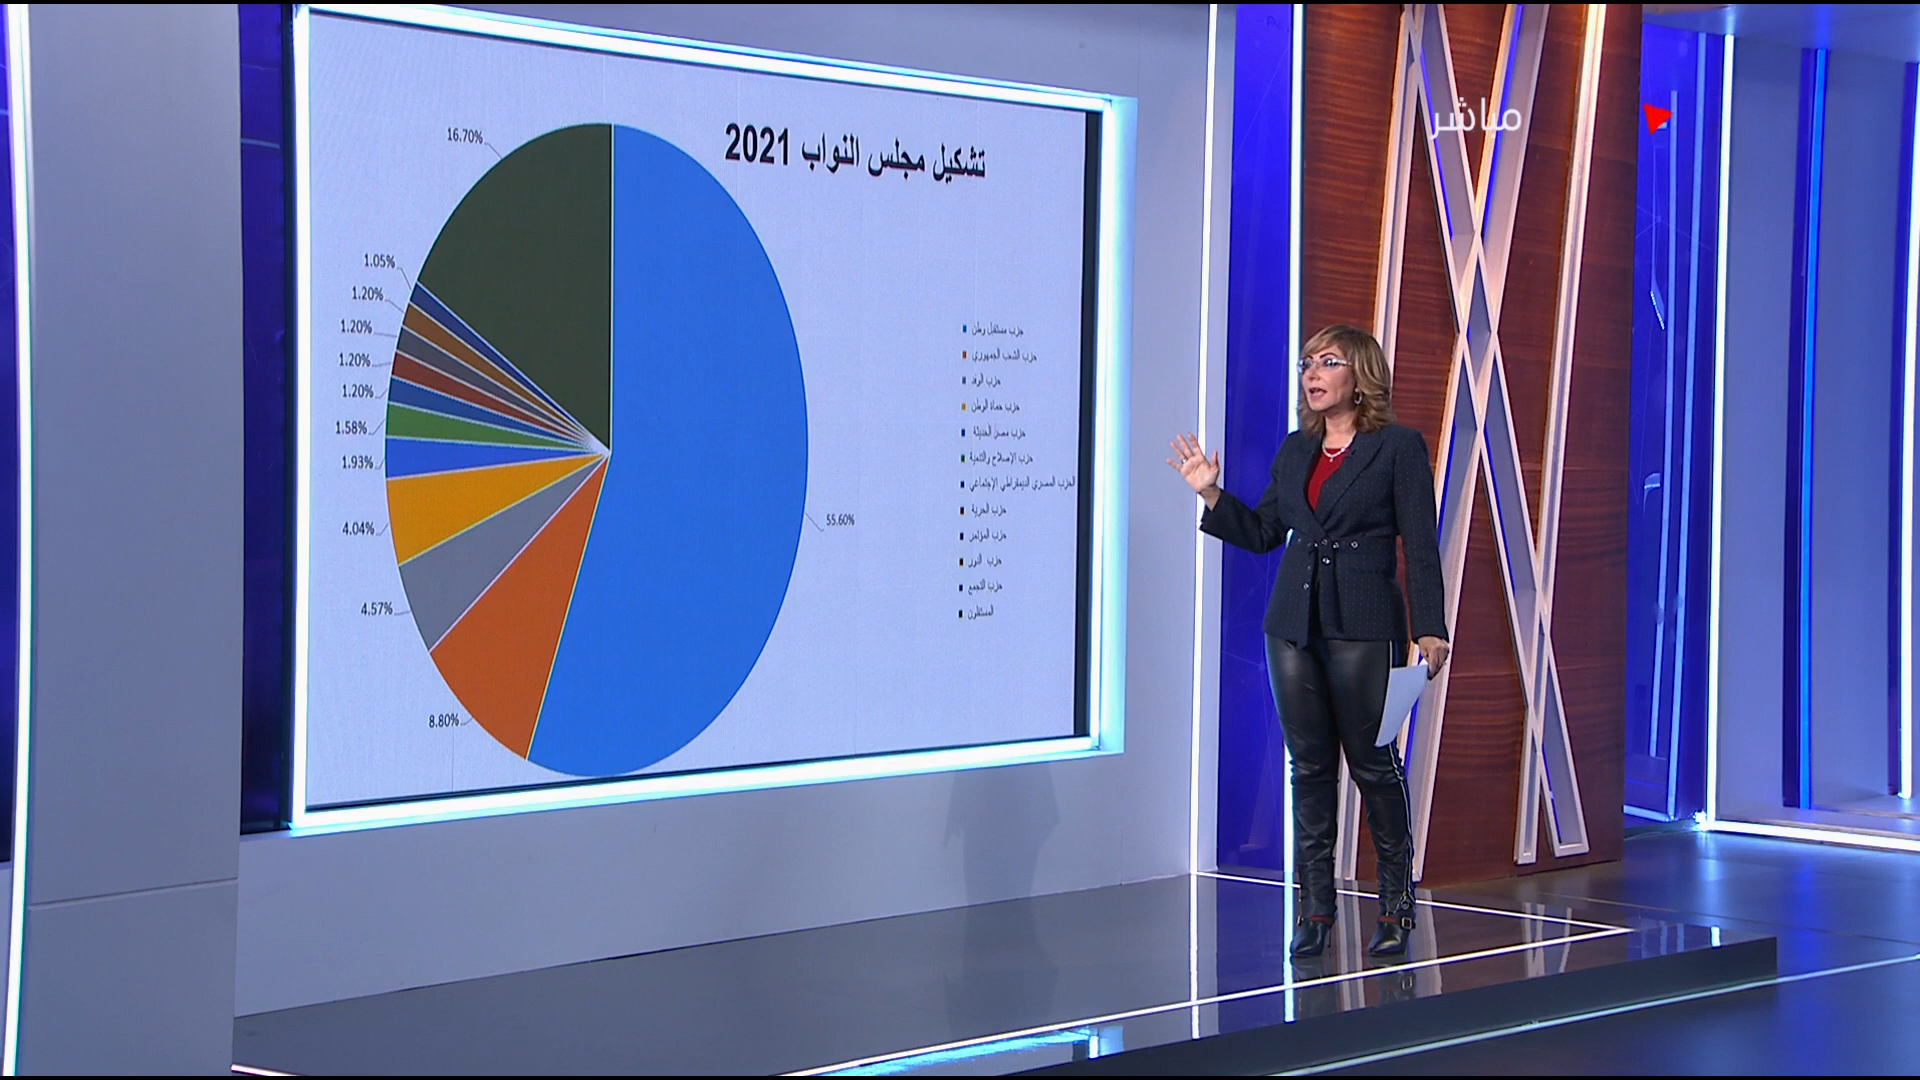 مباشر
تشكيل مجلس النواب 2021
16.70%
1.05%
1.20%
1.20%
1.20%
1.20%
1.58%
1.93%
4.04%
4.57%
8.80%
55.60%
حزب مستقبل وطن
حزب الشعب الجمهوري
حزب الوفد
حزب حماة الوطن
حزب مصر الحديثة
حزب الإصلاح والتنمية
الحزب المصري الديمقراطي الإجتماعي
حزب الحرية
حزب المؤتمر
حزب النور
حزب التجمع
المستقلون